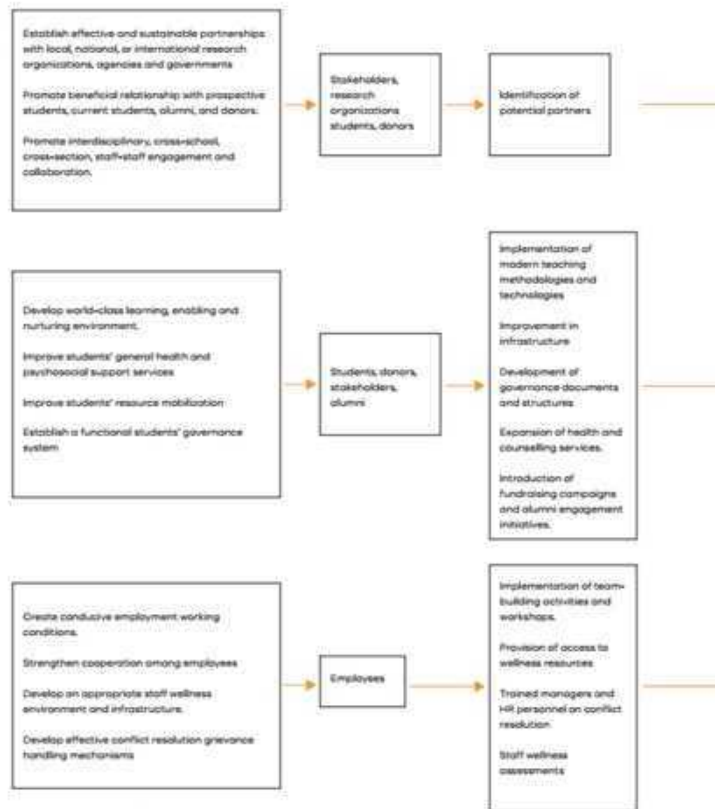 Establish effective and sustainable partnerships
with local, national, or international research
organizations, agencies and governments
Promote beneficial relationship with prospective
students, current students, alumni, and donors.
Promote interdisciplinary, cross-school,
cross-section, staff-staff engagement and
collaboration.
Stakeholders,
research
organizations
students, donors
Identification of
potential partners
Develop world-class learning, enabling and
nurturing environment.
Improve students' general health and
psychosocial support services
Improve students' resource mobilization
Establish a functional students' governance
system
Students, donors,
stakeholders,
alumni
Implementation of
modern teaching
methodologies and
technologies
Improvement in
infrastructure
Development of
governance documents
and structures
Expansion of health and
counselling services.
Introduction of
fundraising campaigns
and alumni engagement
initiatives.
Create conducive employment working
conditions.
Strengthen cooperation among employees
Develop an appropriate staff wellness
environment and infrastructure.
Develop effective conflict resolution grievance
handling mechanisms
Employees
Implementation of team-
building activities and
workshops.
Provision of access to
wellness resources
Trained managers and
HR personnel on conflict
resolution
Staff wellness
assessments